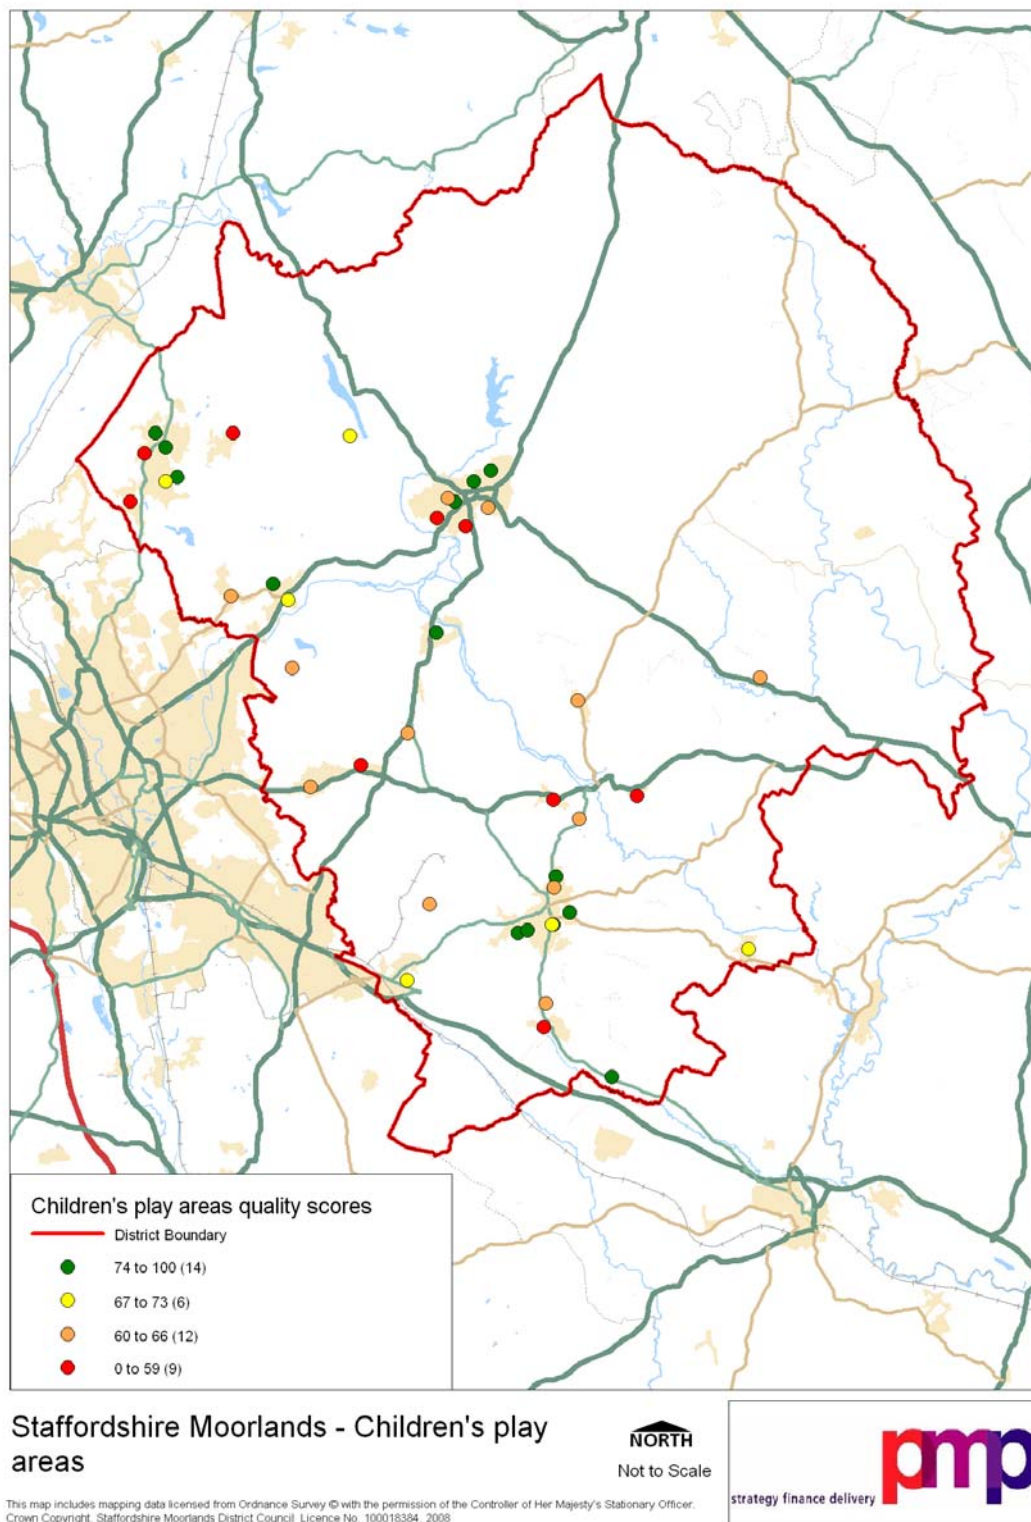 Children's play areas quality scores
District Boundary
74 to 100 (14)
67 to 73 (6)
60 to 66 (12)
0 to 59 (9)
Staffordshire Moorlands - Children's play
areas
NORTH
Not to Scale
strategy finance delivery
pmp
This map includes mapping data licensed from Ordnance Survey © with the permission of the Controller of Her Majesty's Stationary Officer.
Crown Copyright. Staffordshire Moorlands District Council. Licence No. 100018384. 2008